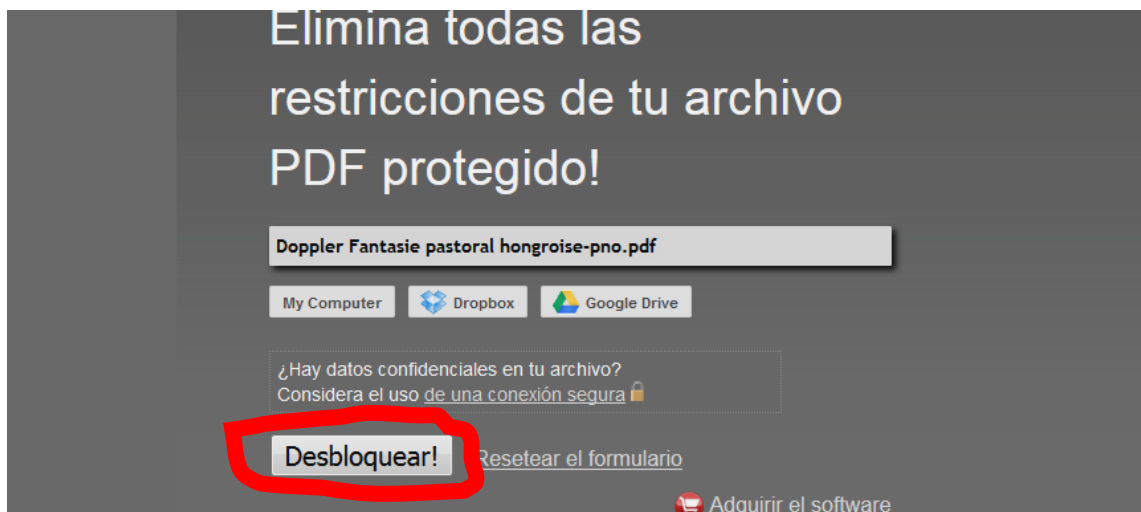 Elimina todas las
restricciones de tu archivo
PDF protegido!
Doppler Fantasie pastoral hongroise-pno.pdf
My Computer Dropbox Google Drive
¿Hay datos confidenciales en tu archivo?
Considera el uso de una conexión segura
Desbloquear! Resetear el formulario
Adquirir el software